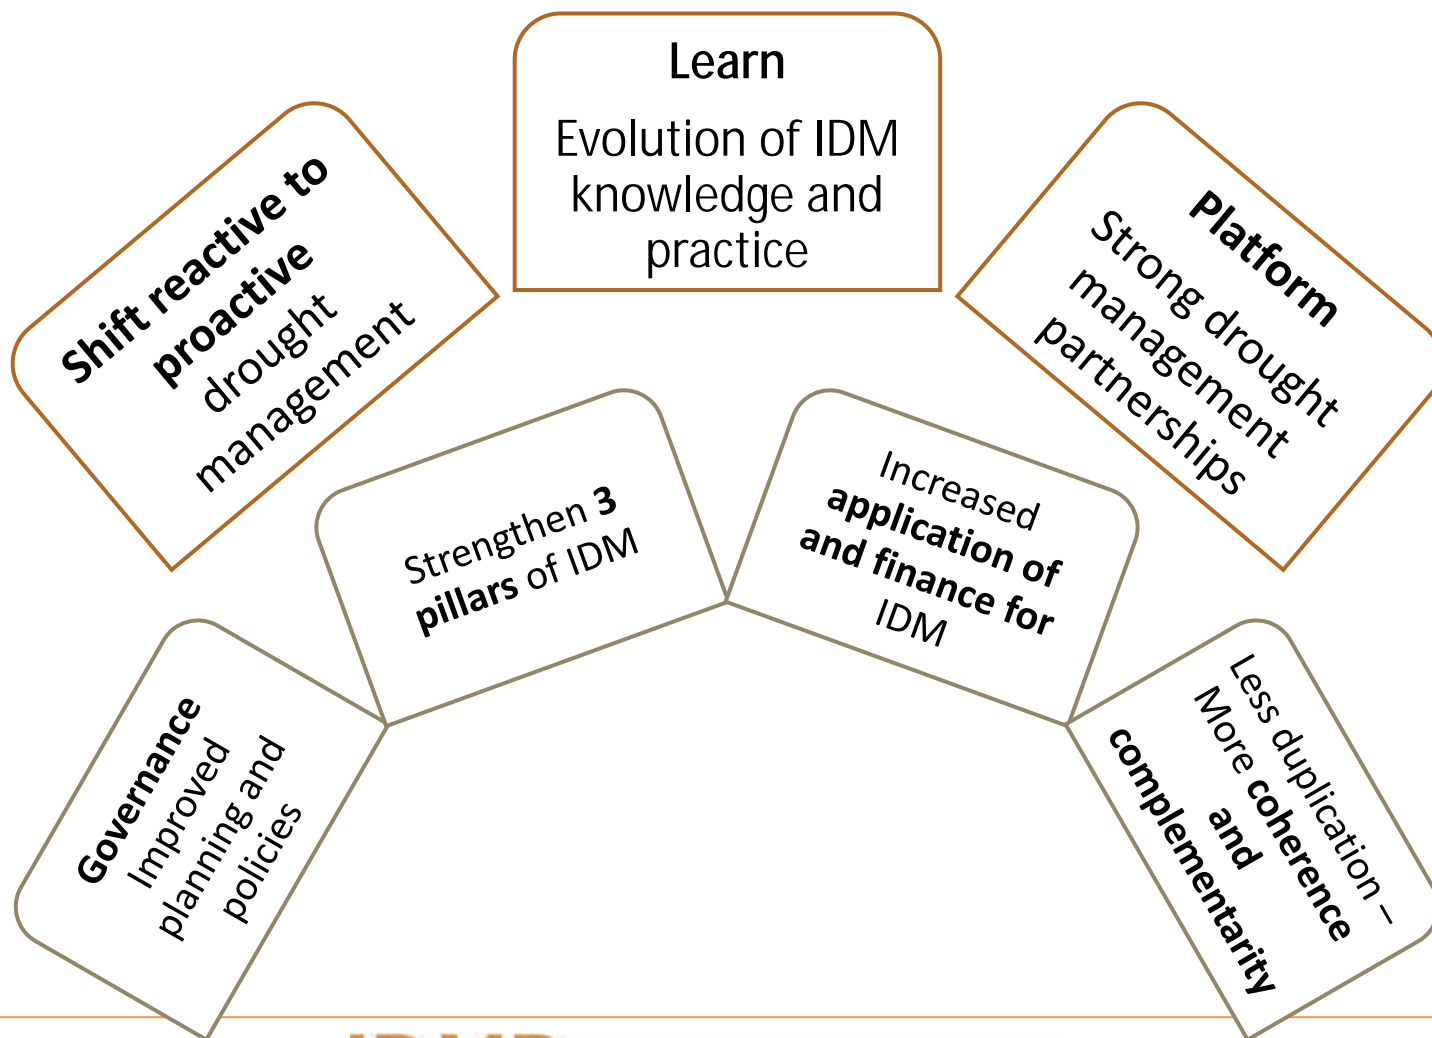 Learn
Evolution of IDM
knowledge and
practice
Shift reactive to
proactive
drought
management
Platform
Strong drought
management
partnerships
Strengthen 3
pillars of IDM
Increased
application of
and finance for
IDM
Governance
Improved
planning and
policies
Less duplication –
More coherence
and
complementarity